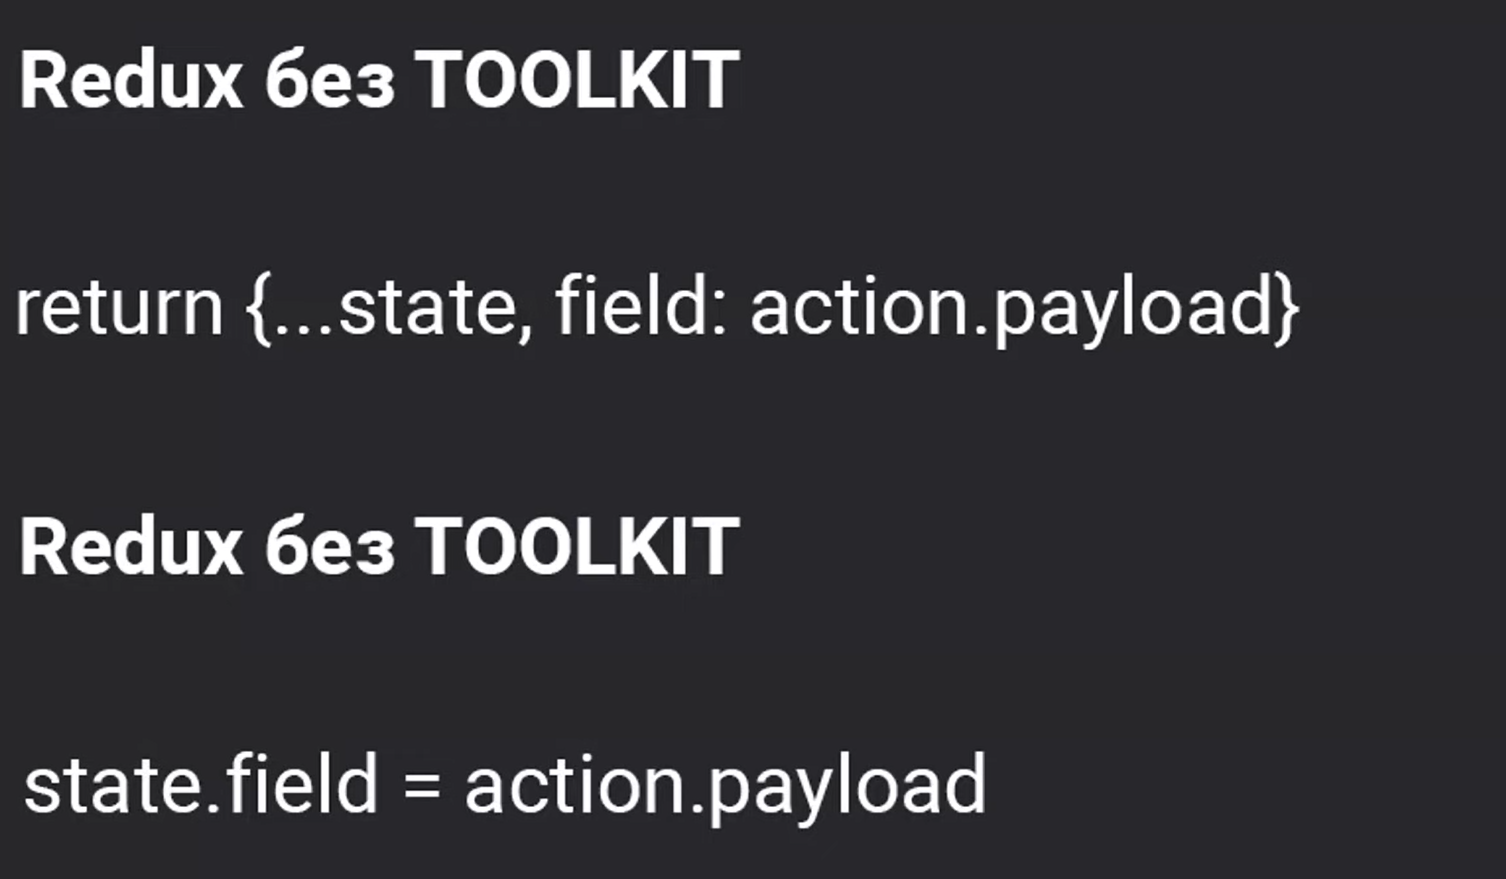 Redux без TOOLKIT
return {...state, field: action.payload}
Redux без TOOLKIT
state.field = action.payload